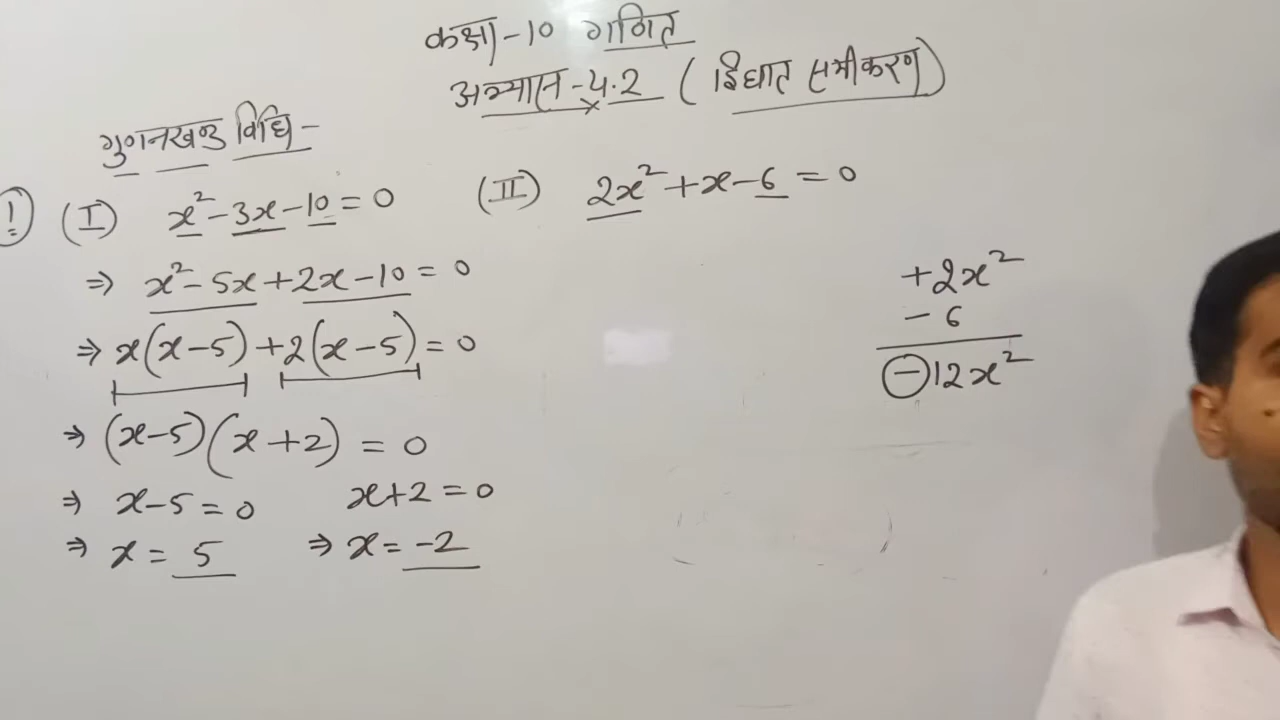 कक्षा-10 गणित
अभ्यास-4.2 (द्विघात समीकरण)
गुणनखण्ड विधि-
1) (I) x²-3x-10=0
⇒ x²-5x+2x-10=0
⇒ x(x-5)+2(x-5)=0
⇒ (x-5)(x+2)=0
⇒ x-5=0 x+2=0
⇒ x=5 ⇒ x=-2
(II) 2x²+x-6=0
+2x²
-6
-12x²